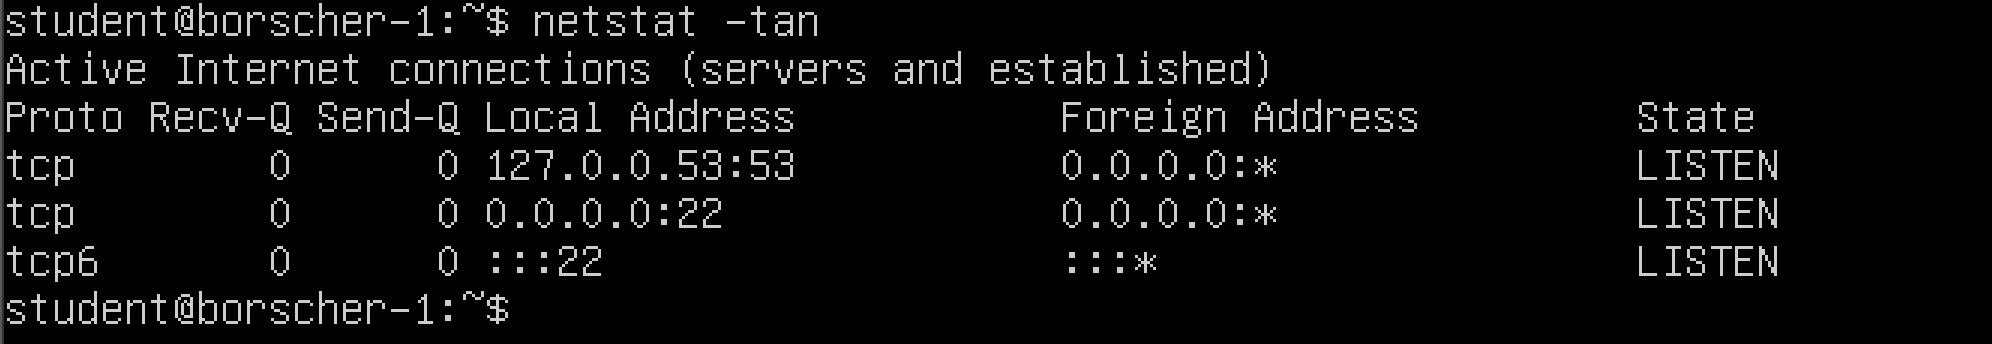 student@borscher-1:~$ netstat -tan
Active Internet connections (servers and established)
Proto Recv-Q Send-Q Local Address           Foreign Address         State
tcp        0      0 127.0.0.53:53           0.0.0.0:*               LISTEN
tcp        0      0 0.0.0.0:22              0.0.0.0:*               LISTEN
tcp6       0      0 :::22                   :::*                    LISTEN
student@borscher-1:~$